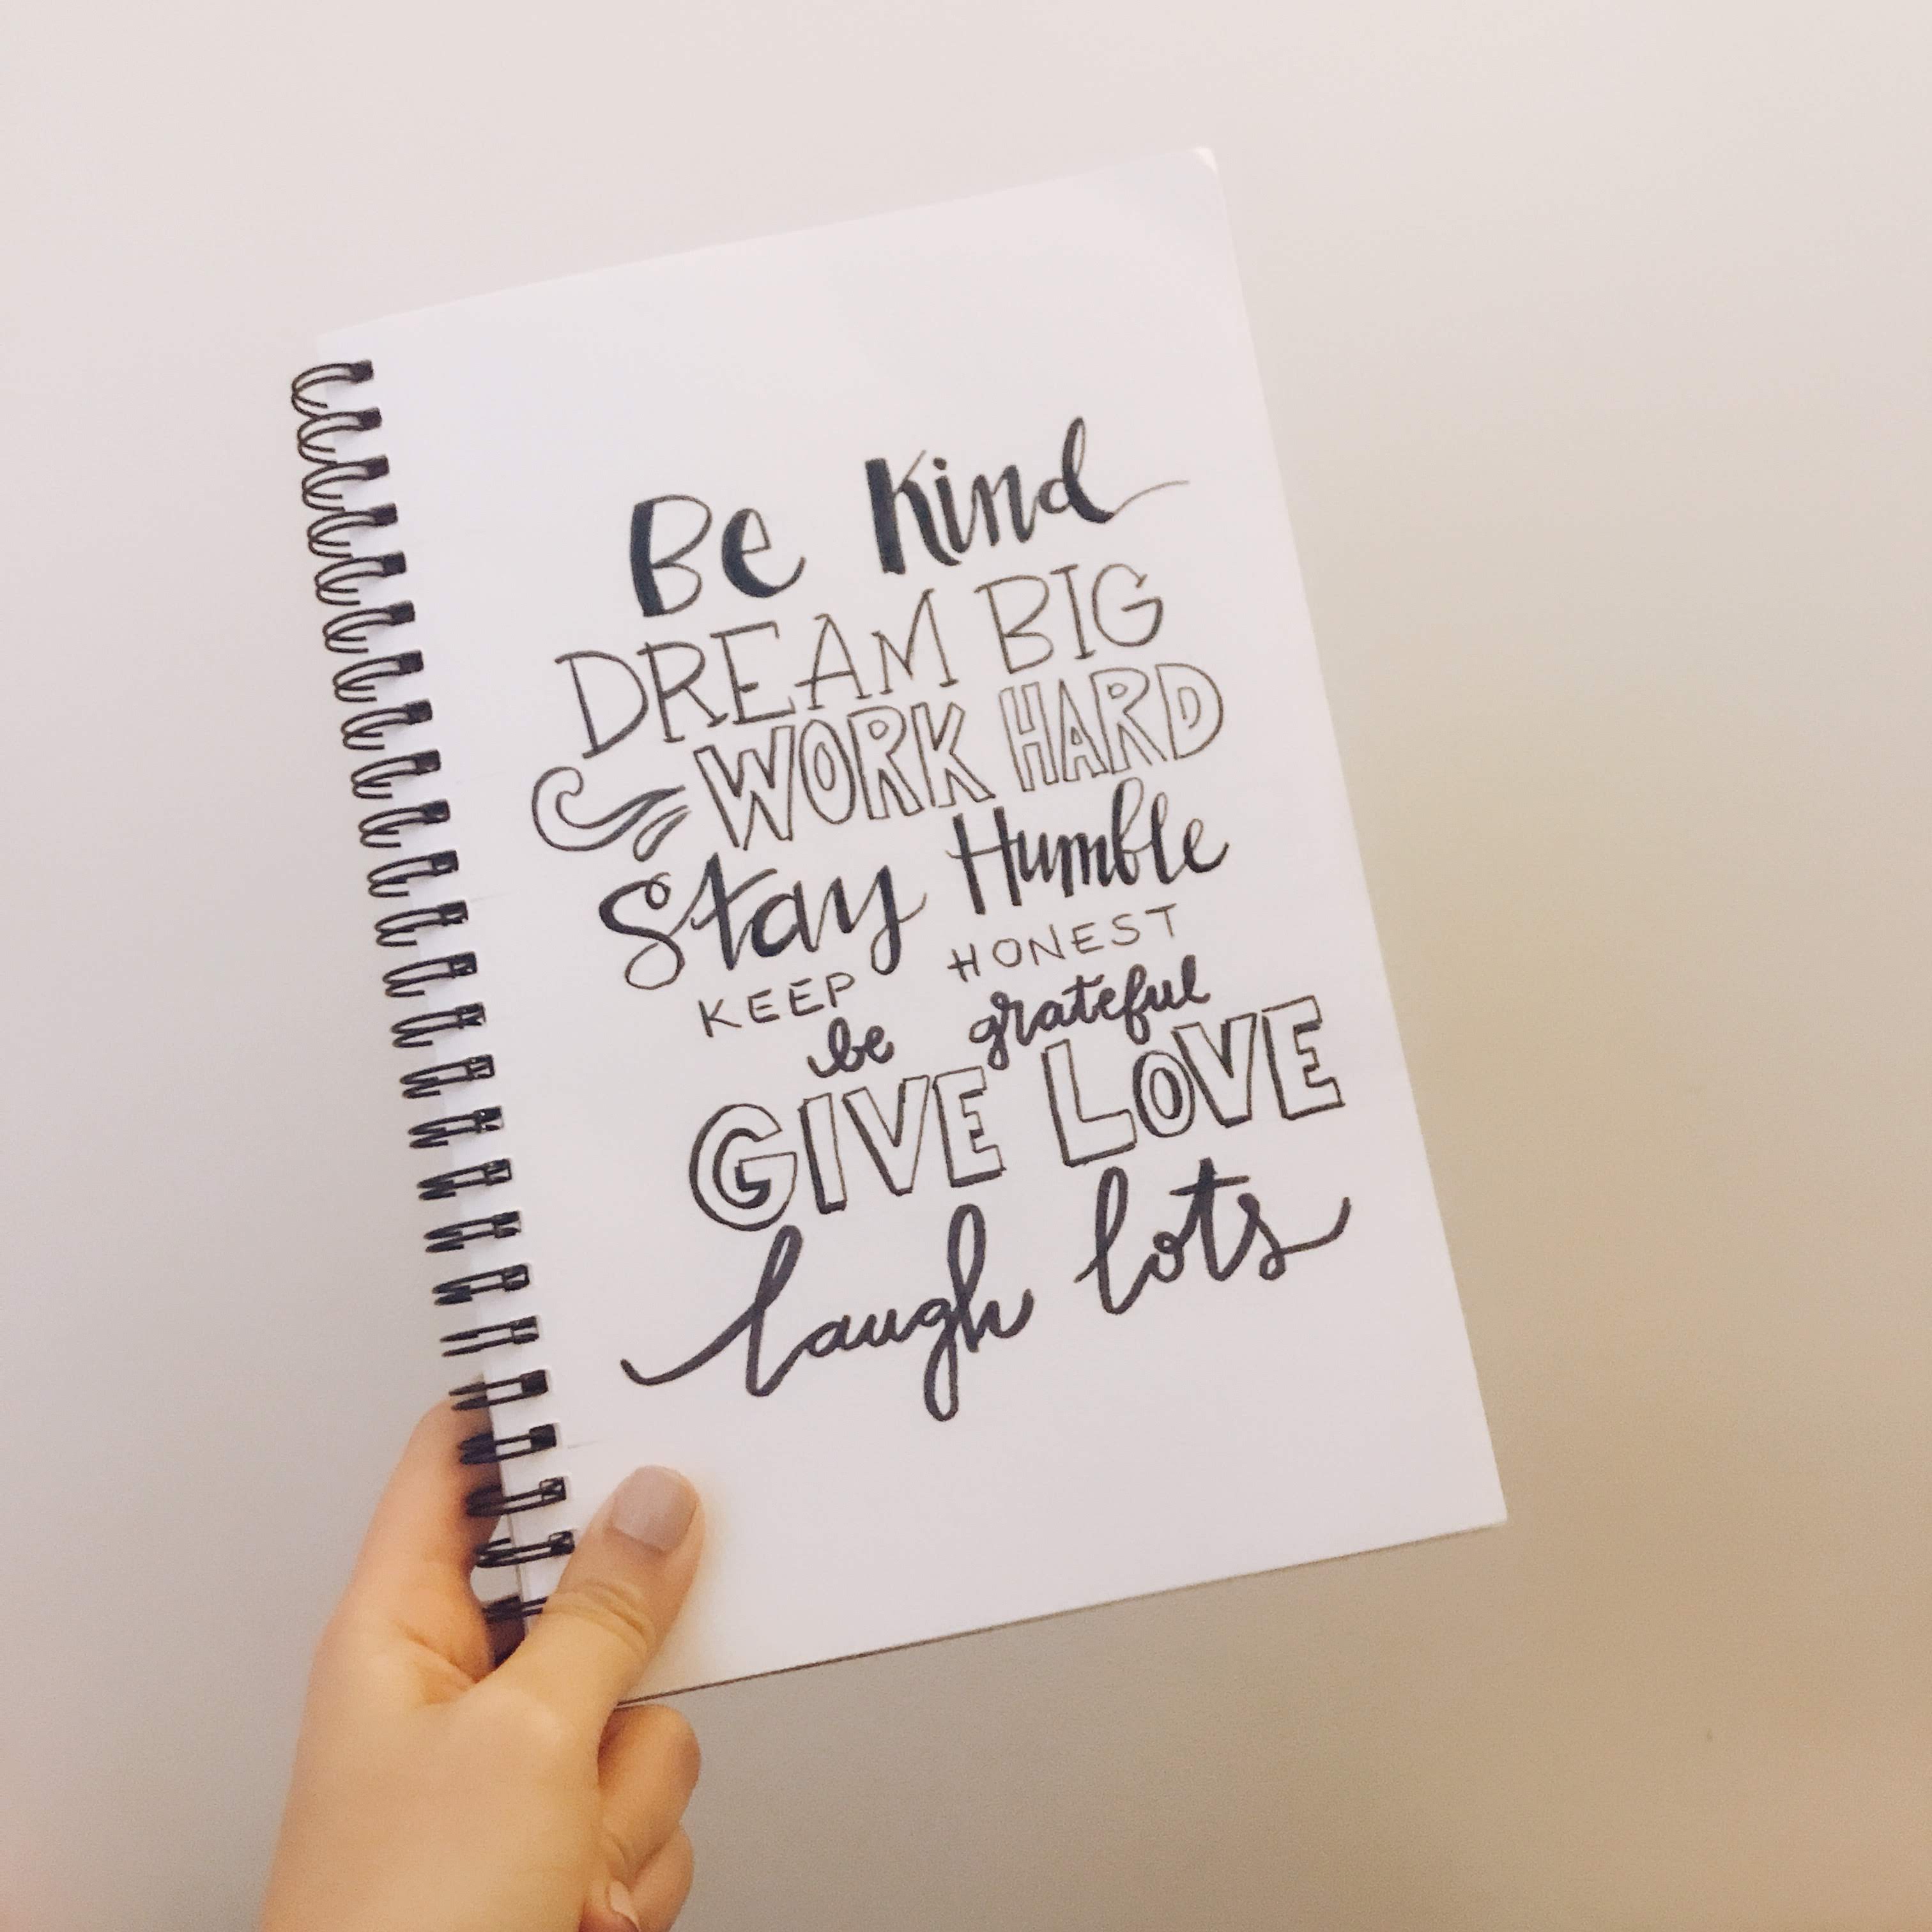 Be Kind
DREAM BIG
WORK HARD
Stay Humble
KEEP HONEST
be grateful
GIVE LOVE
laugh lots